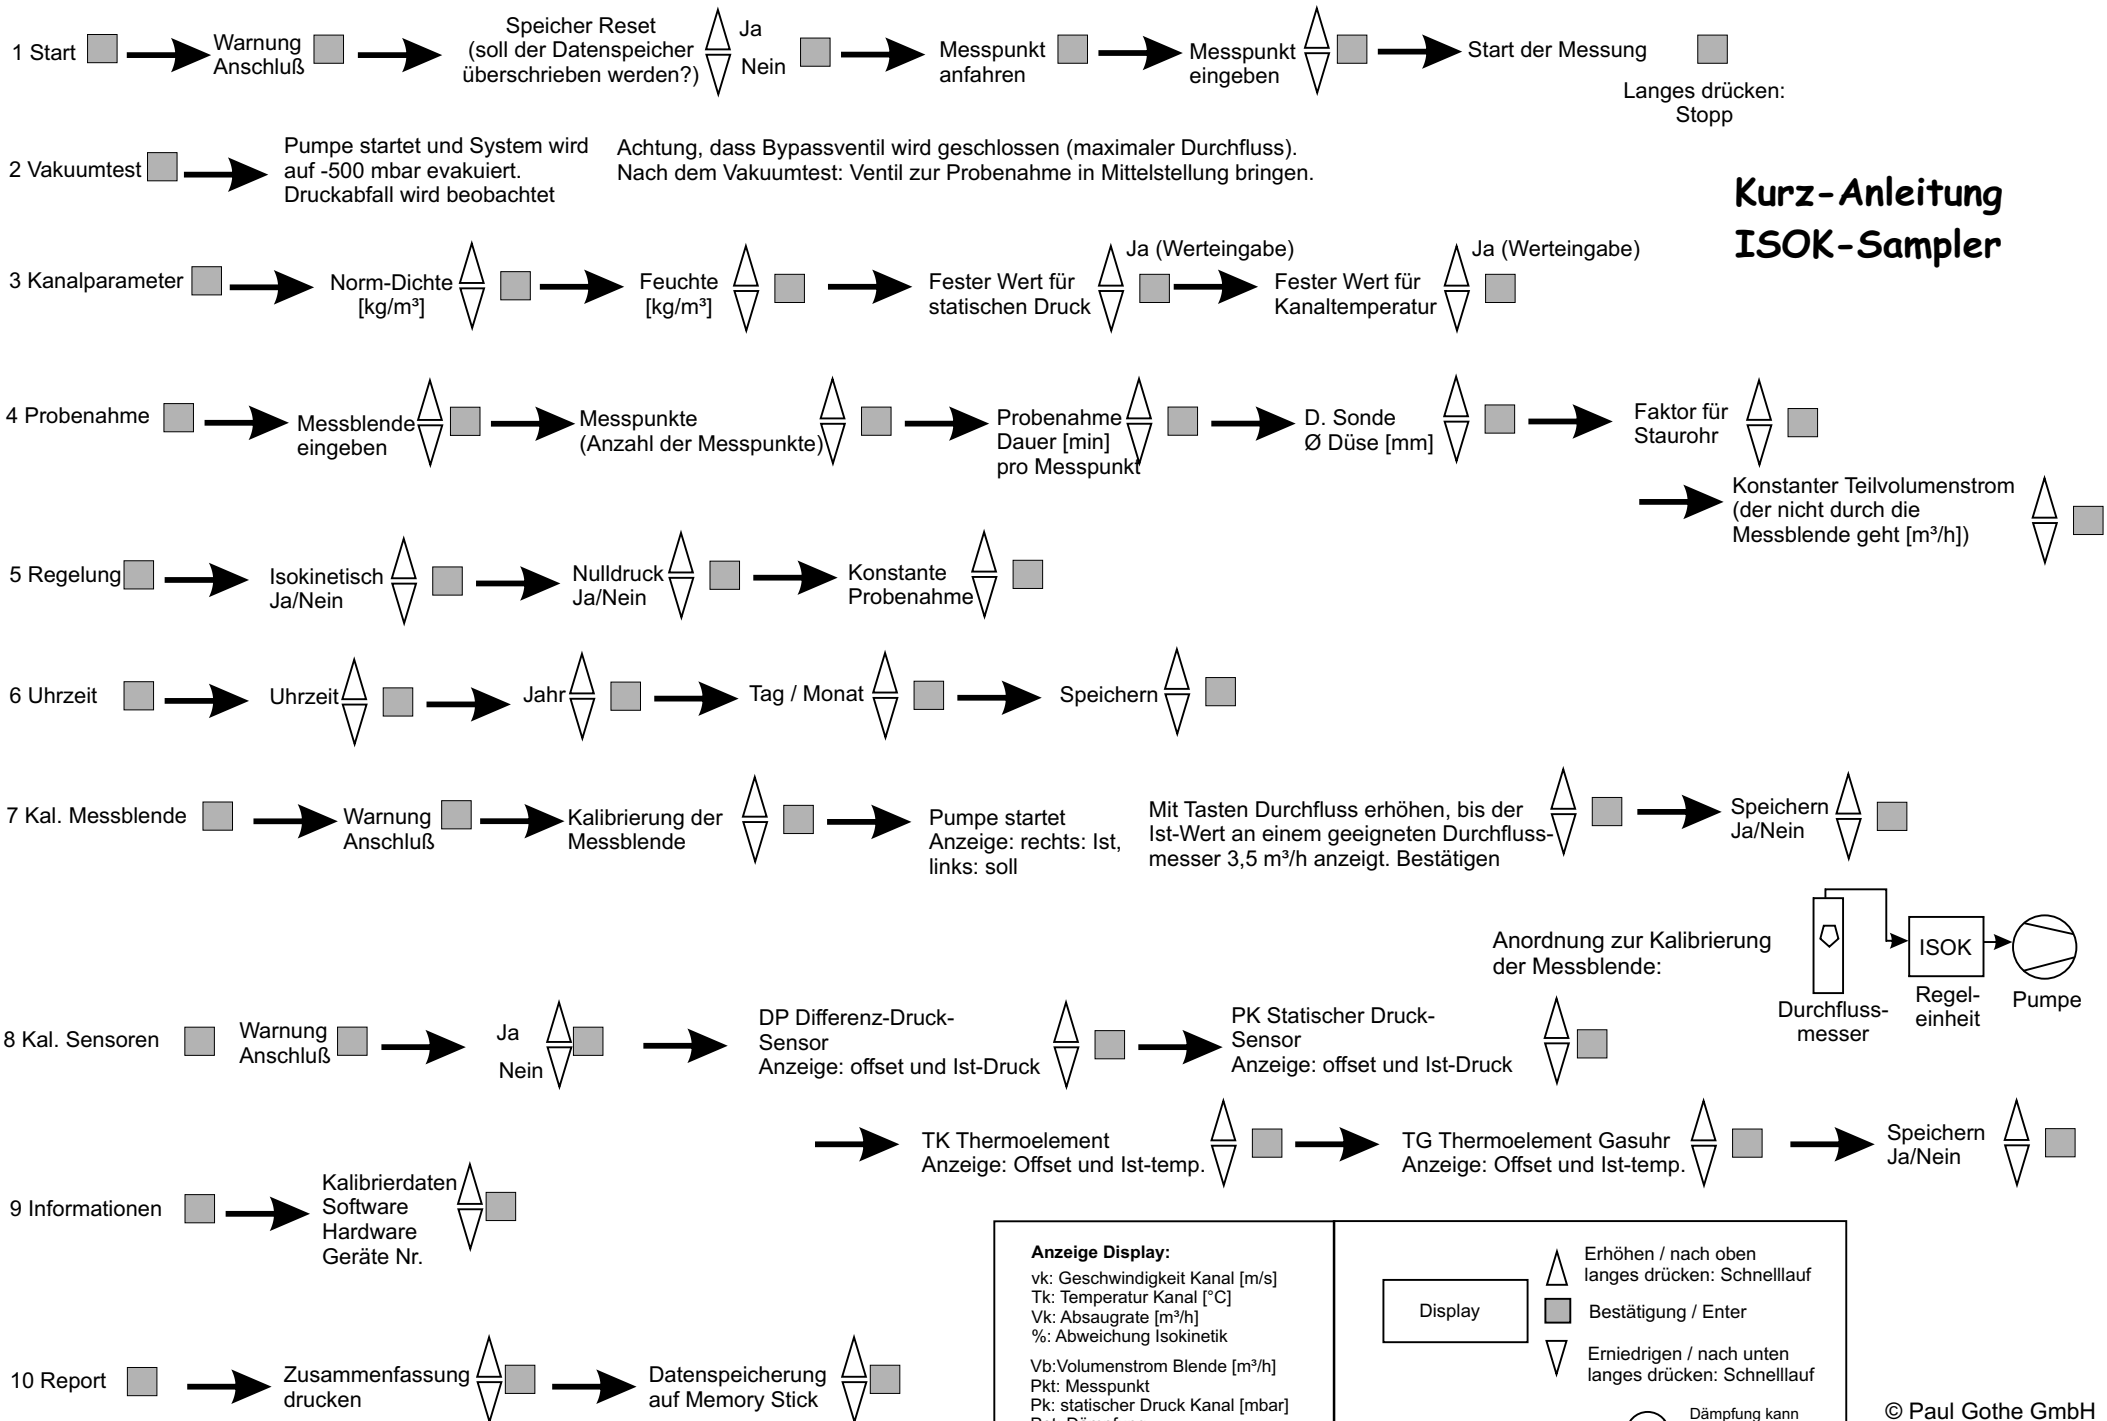 1 Start
Warnung
Anschluß
Speicher Reset
(soll der Datenspeicher
überschrieben werden?)
Ja
Nein
Messpunkt
anfahren
Messpunkt
eingeben
Start der Messung
Langes drücken:
Stopp
2 Vakuumtest
Pumpe startet und System wird
auf -500 mbar evakuiert.
Druckabfall wird beobachtet
Achtung, dass Bypassventil wird geschlossen (maximaler Durchfluss).
Nach dem Vakuumtest: Ventil zur Probenahme in Mittelstellung bringen.
Kurz-Anleitung
ISOK-Sampler
3 Kanalparameter
Norm-Dichte
[kg/m³]
Feuchte
[kg/m³]
Fester Wert für
statischen Druck
Ja (Werteingabe)
Fester Wert für
Kanaltemperatur
Ja (Werteingabe)
4 Probenahme
Messblende
eingeben
Messpunkte
(Anzahl der Messpunkte)
Probenahme
Dauer [min]
pro Messpunkt
D. Sonde
Ø Düse [mm]
Faktor für
Staurohr
Konstanter Teilvolumenstrom
(der nicht durch die
Messblende geht [m³/h])
5 Regelung
Isokinetisch
Ja/Nein
Nulldruck
Ja/Nein
Konstante
Probenahme
6 Uhrzeit
Uhrzeit
Jahr
Tag / Monat
Speichern
7 Kal. Messblende
Warnung
Anschluß
Kalibrierung der
Messblende
Pumpe startet
Anzeige: rechts: Ist,
links: soll
Mit Tasten Durchfluss erhöhen, bis der
Ist-Wert an einem geeigneten Durchfluss-
messer 3,5 m³/h anzeigt. Bestätigen
Speichern
Ja/Nein
Anordnung zur Kalibrierung
der Messblende:
Durchfluss-
messer
ISOK
Regel-
einheit
Pumpe
8 Kal. Sensoren
Warnung
Anschluß
Ja
Nein
DP Differenz-Druck-
Sensor
Anzeige: offset und Ist-Druck
PK Statischer Druck-
Sensor
Anzeige: offset und Ist-Druck
TK Thermoelement
Anzeige: Offset und Ist-temp.
TG Thermoelement Gasuhr
Anzeige: Offset und Ist-temp.
Speichern
Ja/Nein
9 Informationen
Kalibrierdaten
Software
Hardware
Geräte Nr.
10 Report
Zusammenfassung
drucken
Datenspeicherung
auf Memory Stick
Anzeige Display:
vk: Geschwindigkeit Kanal [m/s]
Tk: Temperatur Kanal [°C]
Vk: Absaugrate [m³/h]
%: Abweichung Isokinetik
Vb:Volumenstrom Blende [m³/h]
Pkt: Messpunkt
Pk: statischer Druck Kanal [mbar]
Display
Erhöhen / nach oben
langes drücken: Schnelllauf
Bestätigung / Enter
Erniedrigen / nach unten
langes drücken: Schnelllauf
Dämpfung kann
© Paul Gothe GmbH